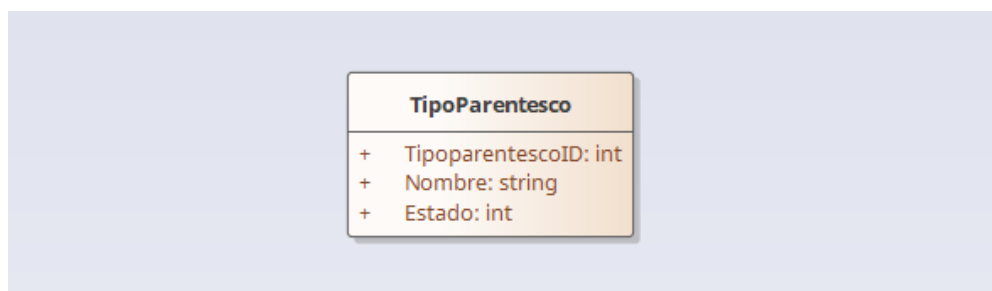 TipoParentesco
+ TipoparentescoID: int
+ Nombre: string
+ Estado: int